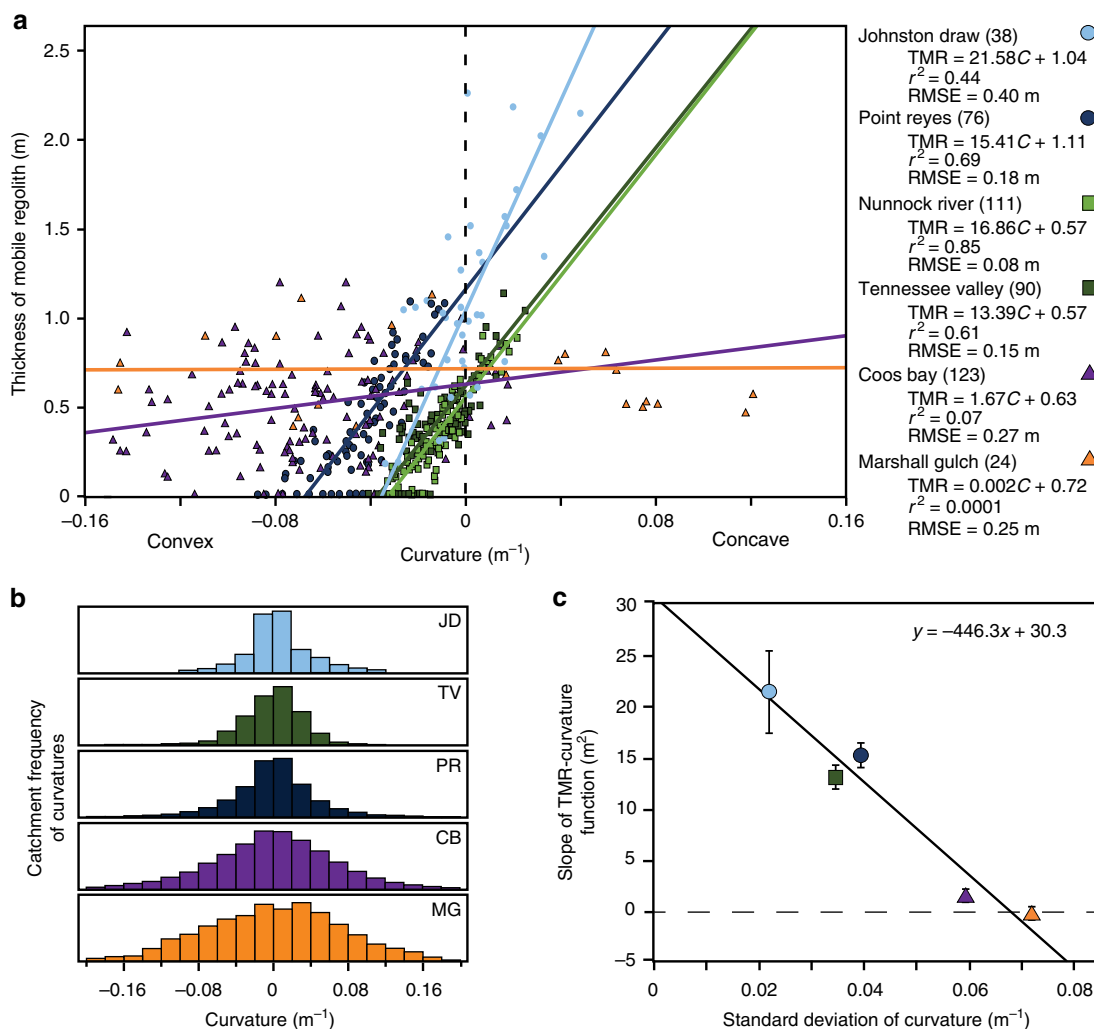 a
Thickness of mobile regolith (m)
2.5
2.0
1.5
1.0
0.5
0
−0.16
−0.08
0
0.08
0.16
Convex
Curvature (m⁻¹)
Concave
Johnston draw (38)
TMR = 21.58C + 1.04
r² = 0.44
RMSE = 0.40 m
Point reyes (76)
TMR = 15.41C + 1.11
r² = 0.69
RMSE = 0.18 m
Nunnock river (111)
TMR = 16.86C + 0.57
r² = 0.85
RMSE = 0.08 m
Tennessee valley (90)
TMR = 13.39C + 0.57
r² = 0.61
RMSE = 0.15 m
Coos bay (123)
TMR = 1.67C + 0.63
r² = 0.07
RMSE = 0.27 m
Marshall gulch (24)
TMR = 0.002C + 0.72
r² = 0.0001
RMSE = 0.25 m
b
Catchment frequency
of curvatures
JD
TV
PR
CB
MG
−0.16
−0.08
0
0.08
0.16
Curvature (m⁻¹)
c
Slope of TMR-curvature
function (m²)
30
25
20
15
10
5
0
−5
y = −446.3x + 30.3
0
0.02
0.04
0.06
0.08
Standard deviation of curvature (m⁻¹)